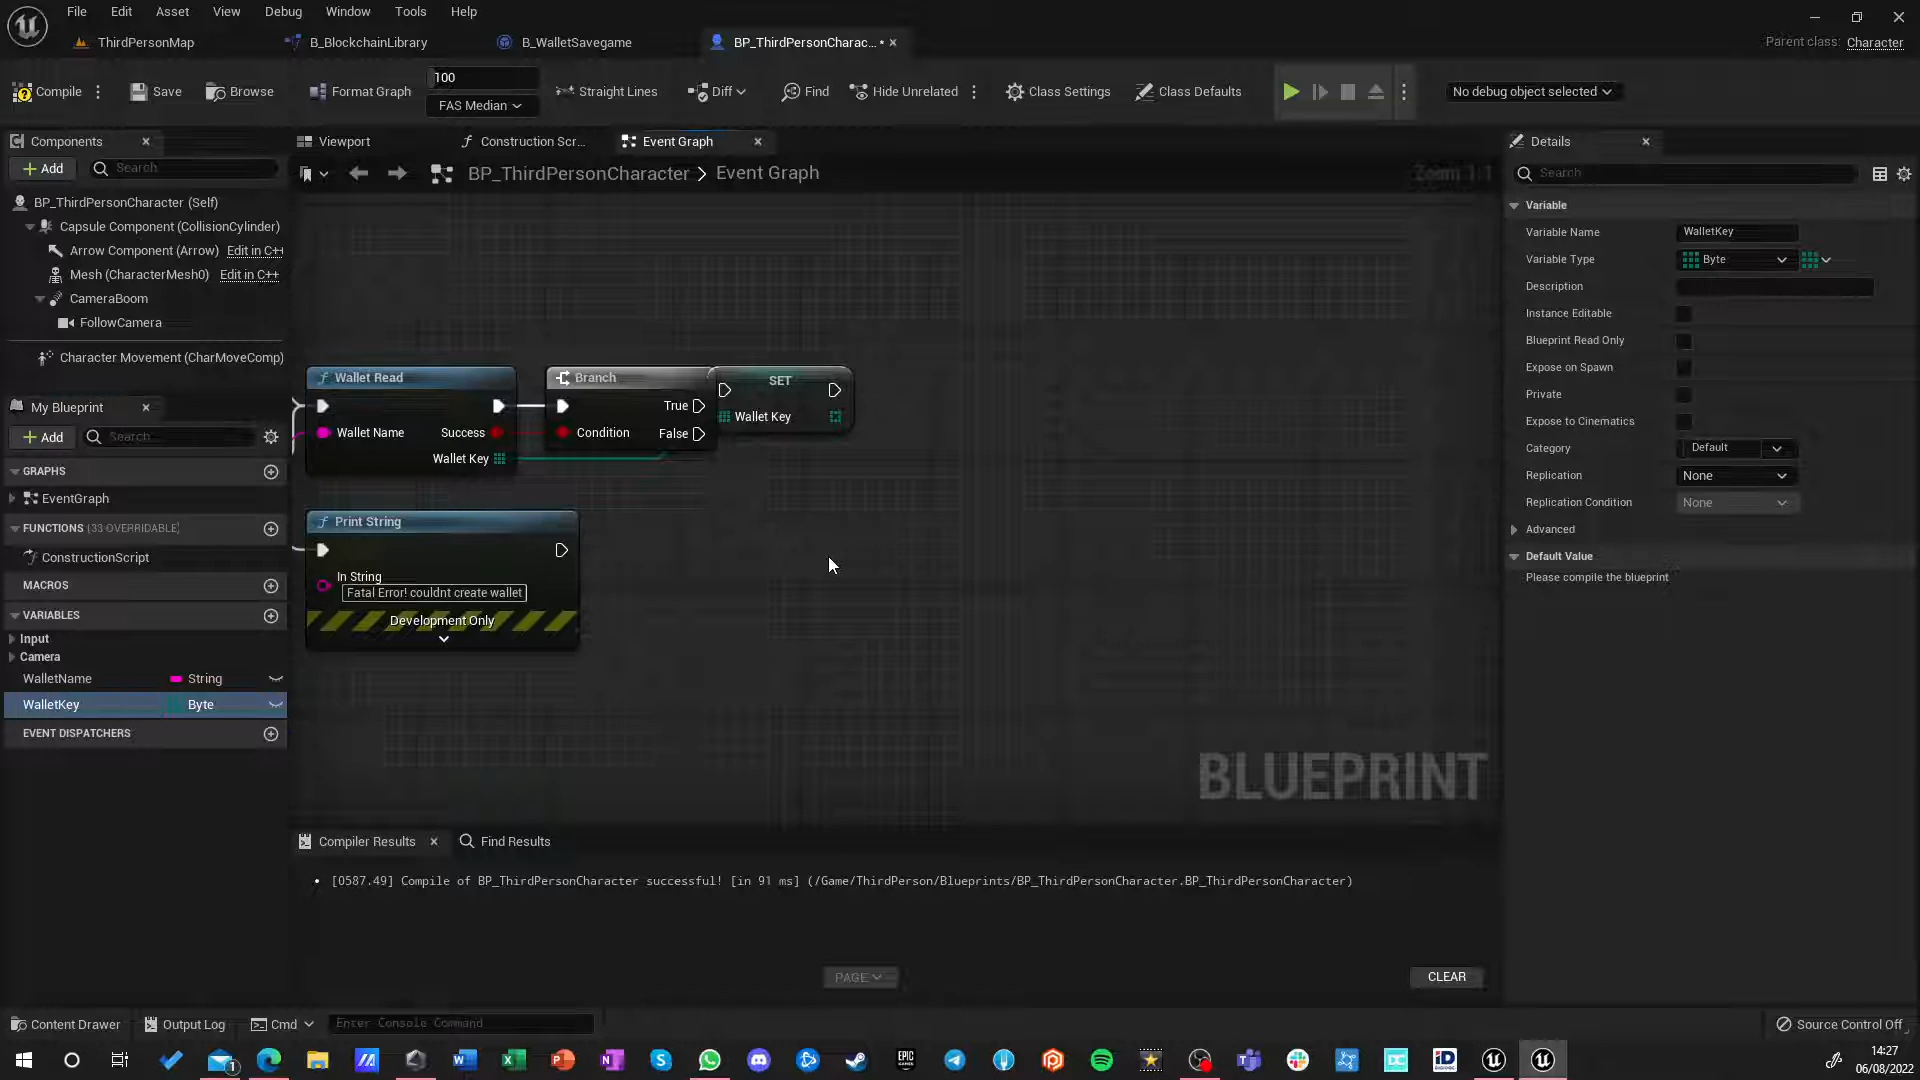 File Edit Asset View Debug Window Tools Help
ThirdPersonMap B_BlockchainLibrary B_WalletSavegame BP_ThirdPersonCharac... • Parent class: Character
Compile Save Browse Format Graph 100 FAS Median Straight Lines Diff Find Hide Unrelated Class Settings Class Defaults No debug object selected
Components Viewport Construction Scr... Event Graph Details
Add Search BP_ThirdPersonCharacter > Event Graph Zoom 1:1 Search
BP_ThirdPersonCharacter (Self)
Capsule Component (CollisionCylinder)
Arrow Component (Arrow) Edit in C++
Mesh (CharacterMesh0) Edit in C++
CameraBoom
FollowCamera
Character Movement (CharMoveComp)
My Blueprint
Add Search
GRAPHS
EventGraph
FUNCTIONS (33 OVERRIDABLE)
ConstructionScript
MACROS
VARIABLES
Input
Camera
WalletName String
WalletKey Byte
EVENT DISPATCHERS
Wallet Read
Wallet Name Success
Wallet Key
Branch
True
Condition False
SET
Wallet Key
Print String
In String
Fatal Error! couldnt create wallet
Development Only
BLUEPRINT
Variable
Variable Name WalletKey
Variable Type Byte
Description
Instance Editable
Blueprint Read Only
Expose on Spawn
Private
Expose to Cinematics
Category Default
Replication None
Replication Condition None
Advanced
Default Value
Please compile the blueprint
Compiler Results Find Results
• [0587.49] Compile of BP_ThirdPersonCharacter successful! [in 91 ms] (/Game/ThirdPerson/Blueprints/BP_ThirdPersonCharacter.BP_ThirdPersonCharacter)
PAGE CLEAR
Content Drawer Output Log Cmd Enter Console Command Source Control Off
14:27
06/08/2022